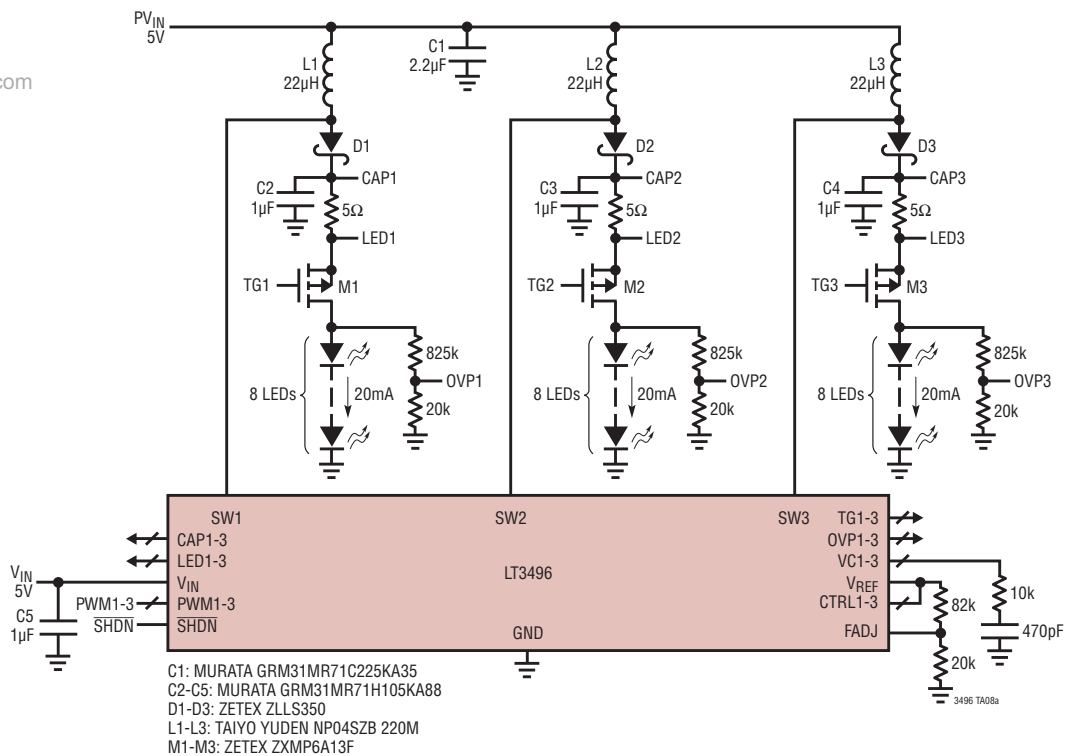 PVIN
5V
C1
2.2µF
L1
22µH
L2
22µH
L3
22µH
com
D1
D2
D3
CAP1
CAP2
CAP3
C2
1µF
C3
1µF
C4
1µF
5Ω
5Ω
5Ω
LED1
LED2
LED3
TG1
M1
TG2
M2
TG3
M3
825k
825k
825k
8 LEDs
20mA
OVP1
8 LEDs
20mA
OVP2
8 LEDs
20mA
OVP3
20k
20k
20k
SW1
SW2
SW3
TG1-3
CAP1-3
OVP1-3
LED1-3
VC1-3
LT3496
VIN
5V
VIN
VREF
10k
C5
1µF
PWM1-3
PWM1-3
CTRL1-3
82k
SHDN
SHDN
GND
FADJ
470pF
20k
3496 TA08a
C1: MURATA GRM31MR71C225KA35
C2-C5: MURATA GRM31MR71H105KA88
D1-D3: ZETEX ZLLS350
L1-L3: TAIYO YUDEN NP04SZB 220M
M1-M3: ZETEX ZXMP6A13F